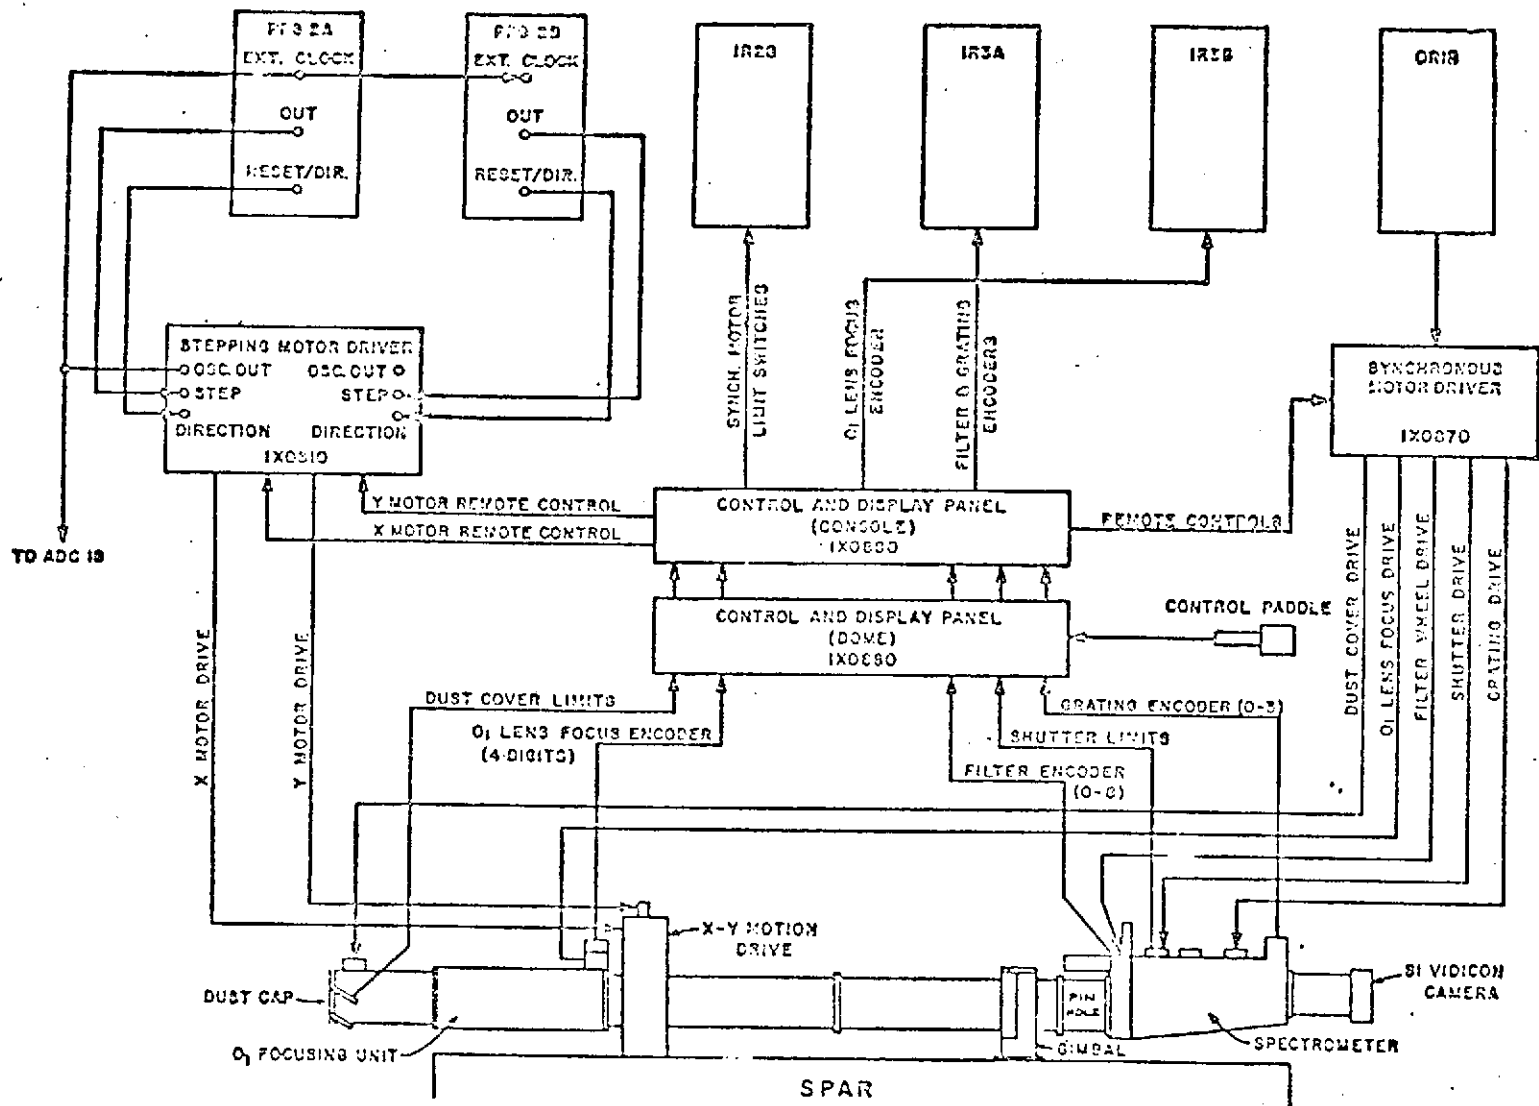 EXT. CLOCK
OUT
RESET/DIR.
EXT. CLOCK
OUT
RESET/DIR.
IR2B
IR3A
IR3B
OR1B
STEPPING MOTOR DRIVER
OSC. OUT
OSC. OUT
STEP
STEP
DIRECTION
DIRECTION
TO ADC 1B
SYNCH. MOTOR
LIMIT SWITCHES
O1 LENS FOCUS
ENCODER
FILTER & GRATING
ENCODERS
SYNCHRONOUS
MOTOR DRIVER
1X0870
Y MOTOR REMOTE CONTROL
X MOTOR REMOTE CONTROL
CONTROL AND DISPLAY PANEL
(CONSOLE)
REMOTE CONTROLS
CONTROL AND DISPLAY PANEL
(DOME)
CONTROL PADDLE
X MOTOR DRIVE
Y MOTOR DRIVE
DUST COVER DRIVE
O1 LENS FOCUS DRIVE
FILTER WHEEL DRIVE
SHUTTER DRIVE
GRATING DRIVE
DUST COVER LIMITS
O1 LENS FOCUS ENCODER
(4-DIGITS)
GRATING ENCODER (0-3)
SHUTTER LIMITS
FILTER ENCODER
X-Y MOTION
DRIVE
DUST CAP
O1 FOCUSING UNIT
PIN
HOLE
GIMBAL
SPECTROMETER
SI VIDICON
CAMERA
SPAR